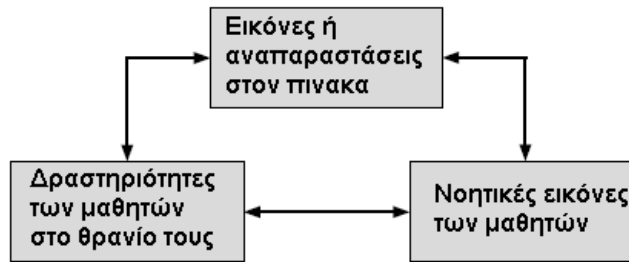 Εικόνες ή
αναπαραστάσεις
στον πινακα
Δραστηριότητες
των μαθητών
στο θρανίο τους
Νοητικές εικόνες
των μαθητών